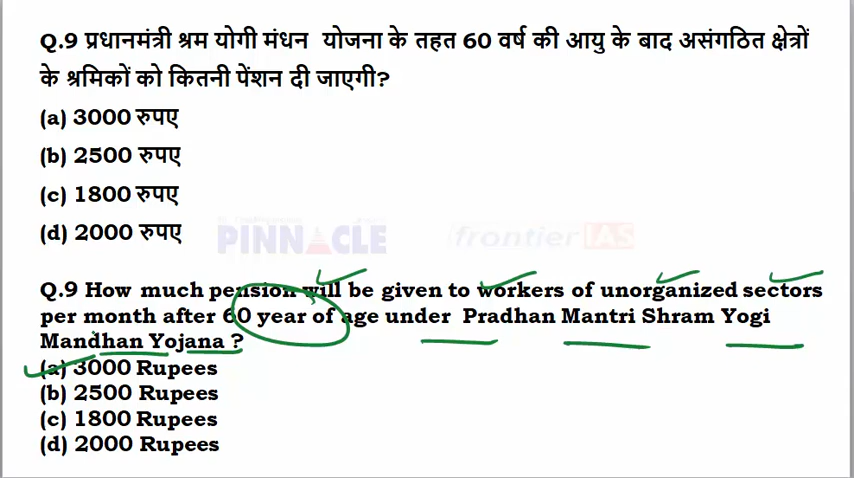 Q.9 प्रधानमंत्री श्रम योगी मंधन योजना के तहत 60 वर्ष की आयु के बाद असंगठित क्षेत्रों
के श्रमिकों को कितनी पेंशन दी जाएगी?
(a) 3000 रुपए
(b) 2500 रुपए
(c) 1800 रुपए
(d) 2000 रुपए
PINNACLE frontier IAS
Q.9 How much pension will be given to workers of unorganized sectors
per month after 60 year of age under Pradhan Mantri Shram Yogi
Mandhan Yojana ?
(a) 3000 Rupees
(b) 2500 Rupees
(c) 1800 Rupees
(d) 2000 Rupees